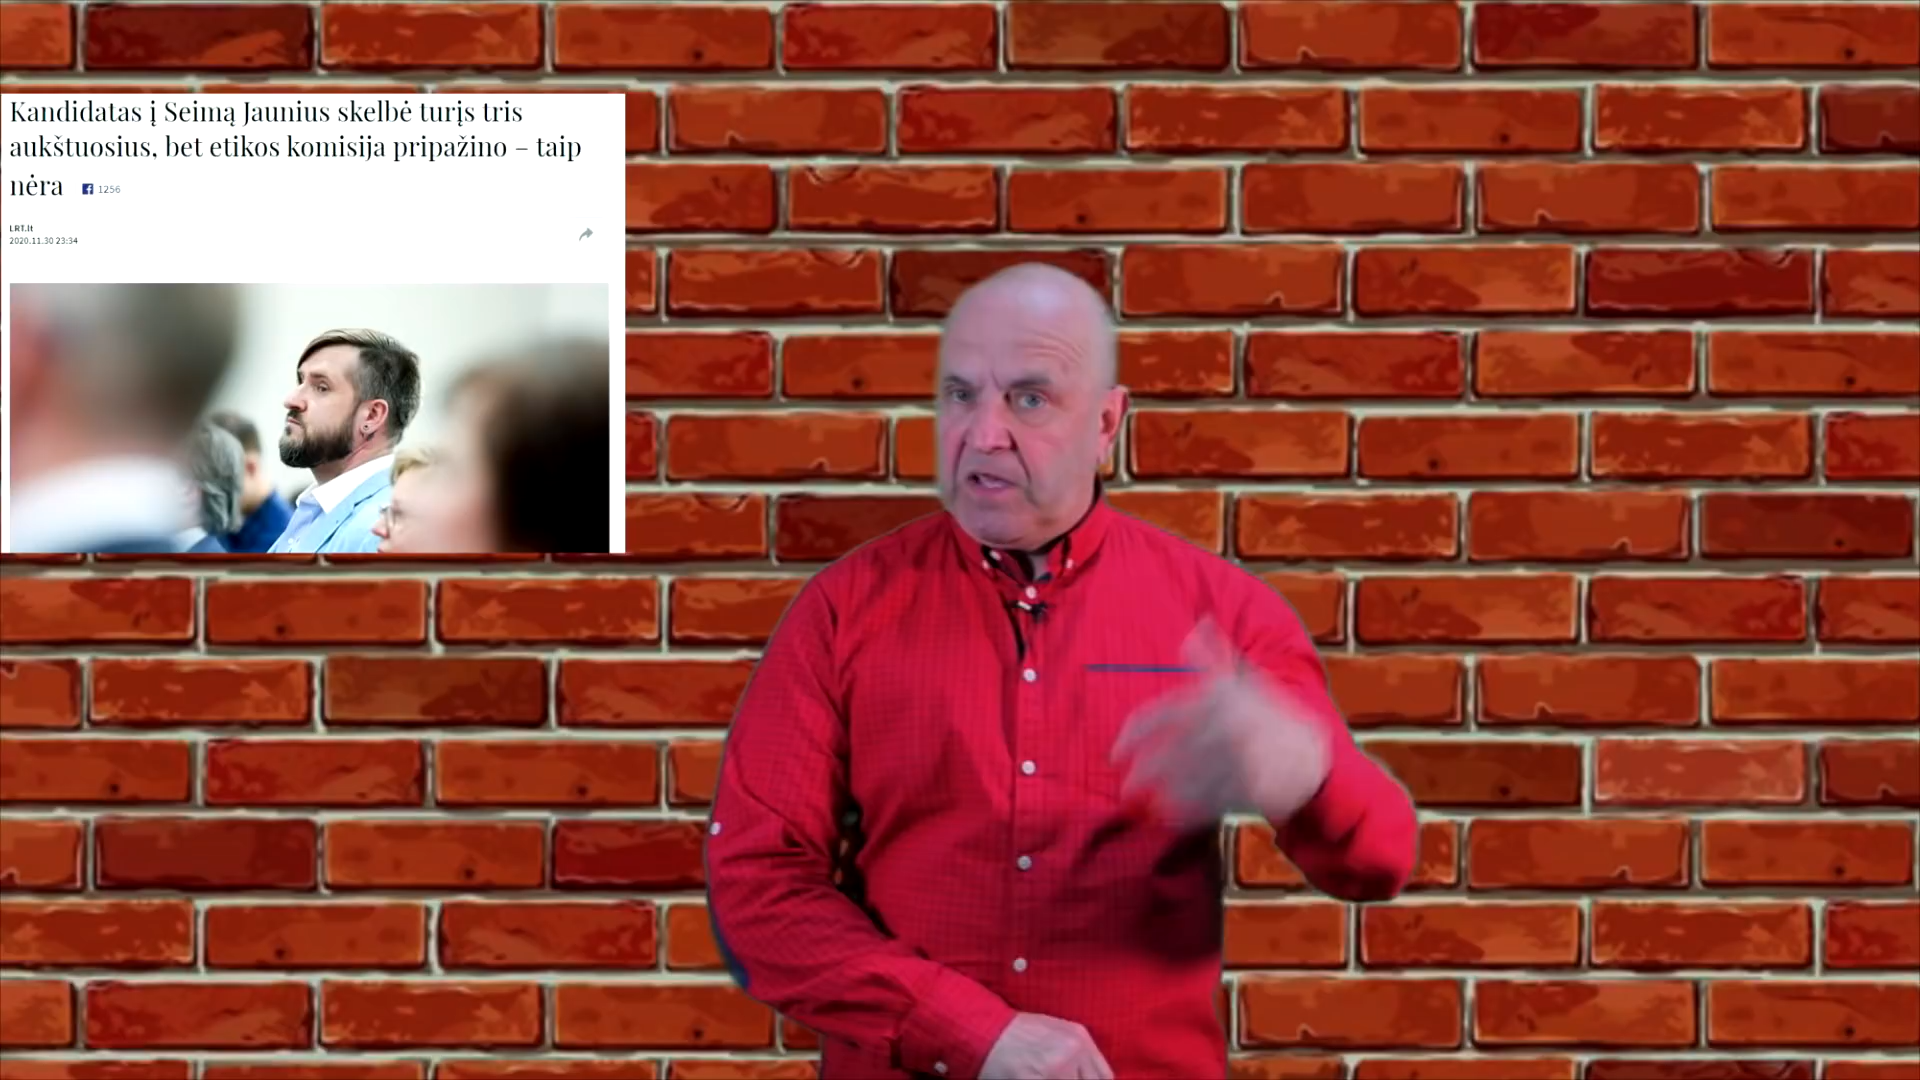 Kandidatas į Seimą Jaunius skelbė turįs tris
aukštuosius, bet etikos komisija pripažino – taip
nėra 1256
LRT.lt
2020.11.30 23:34